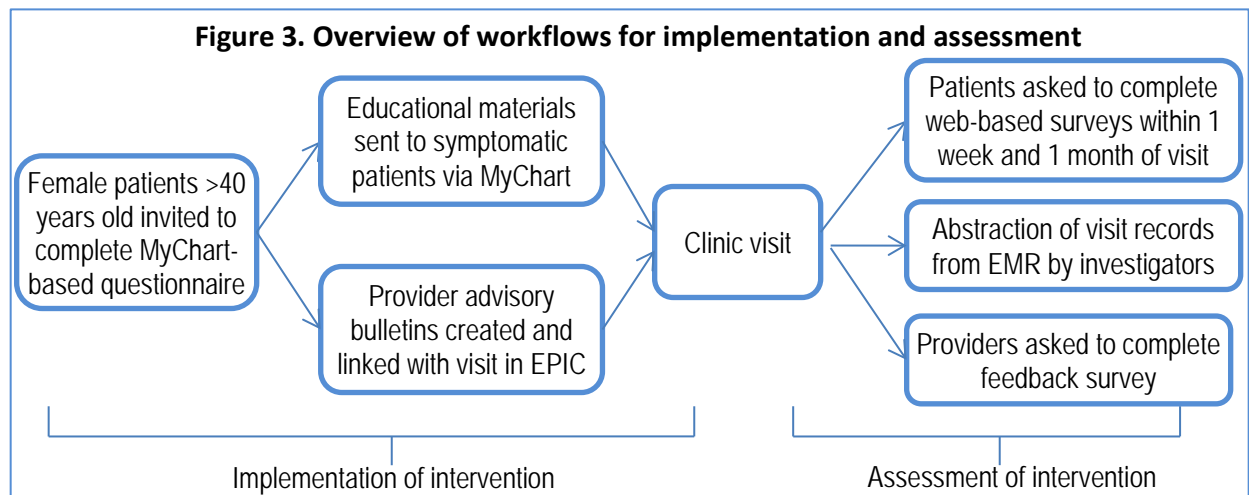 Figure 3. Overview of workflows for implementation and assessment
Female patients >40
years old invited to
complete MyChart-
based questionnaire
Educational materials
sent to symptomatic
patients via MyChart
Provider advisory
bulletins created and
linked with visit in EPIC
Clinic visit
Patients asked to complete
web-based surveys within 1
week and 1 month of visit
Abstraction of visit records
from EMR by investigators
Providers asked to complete
feedback survey
Implementation of intervention
Assessment of intervention